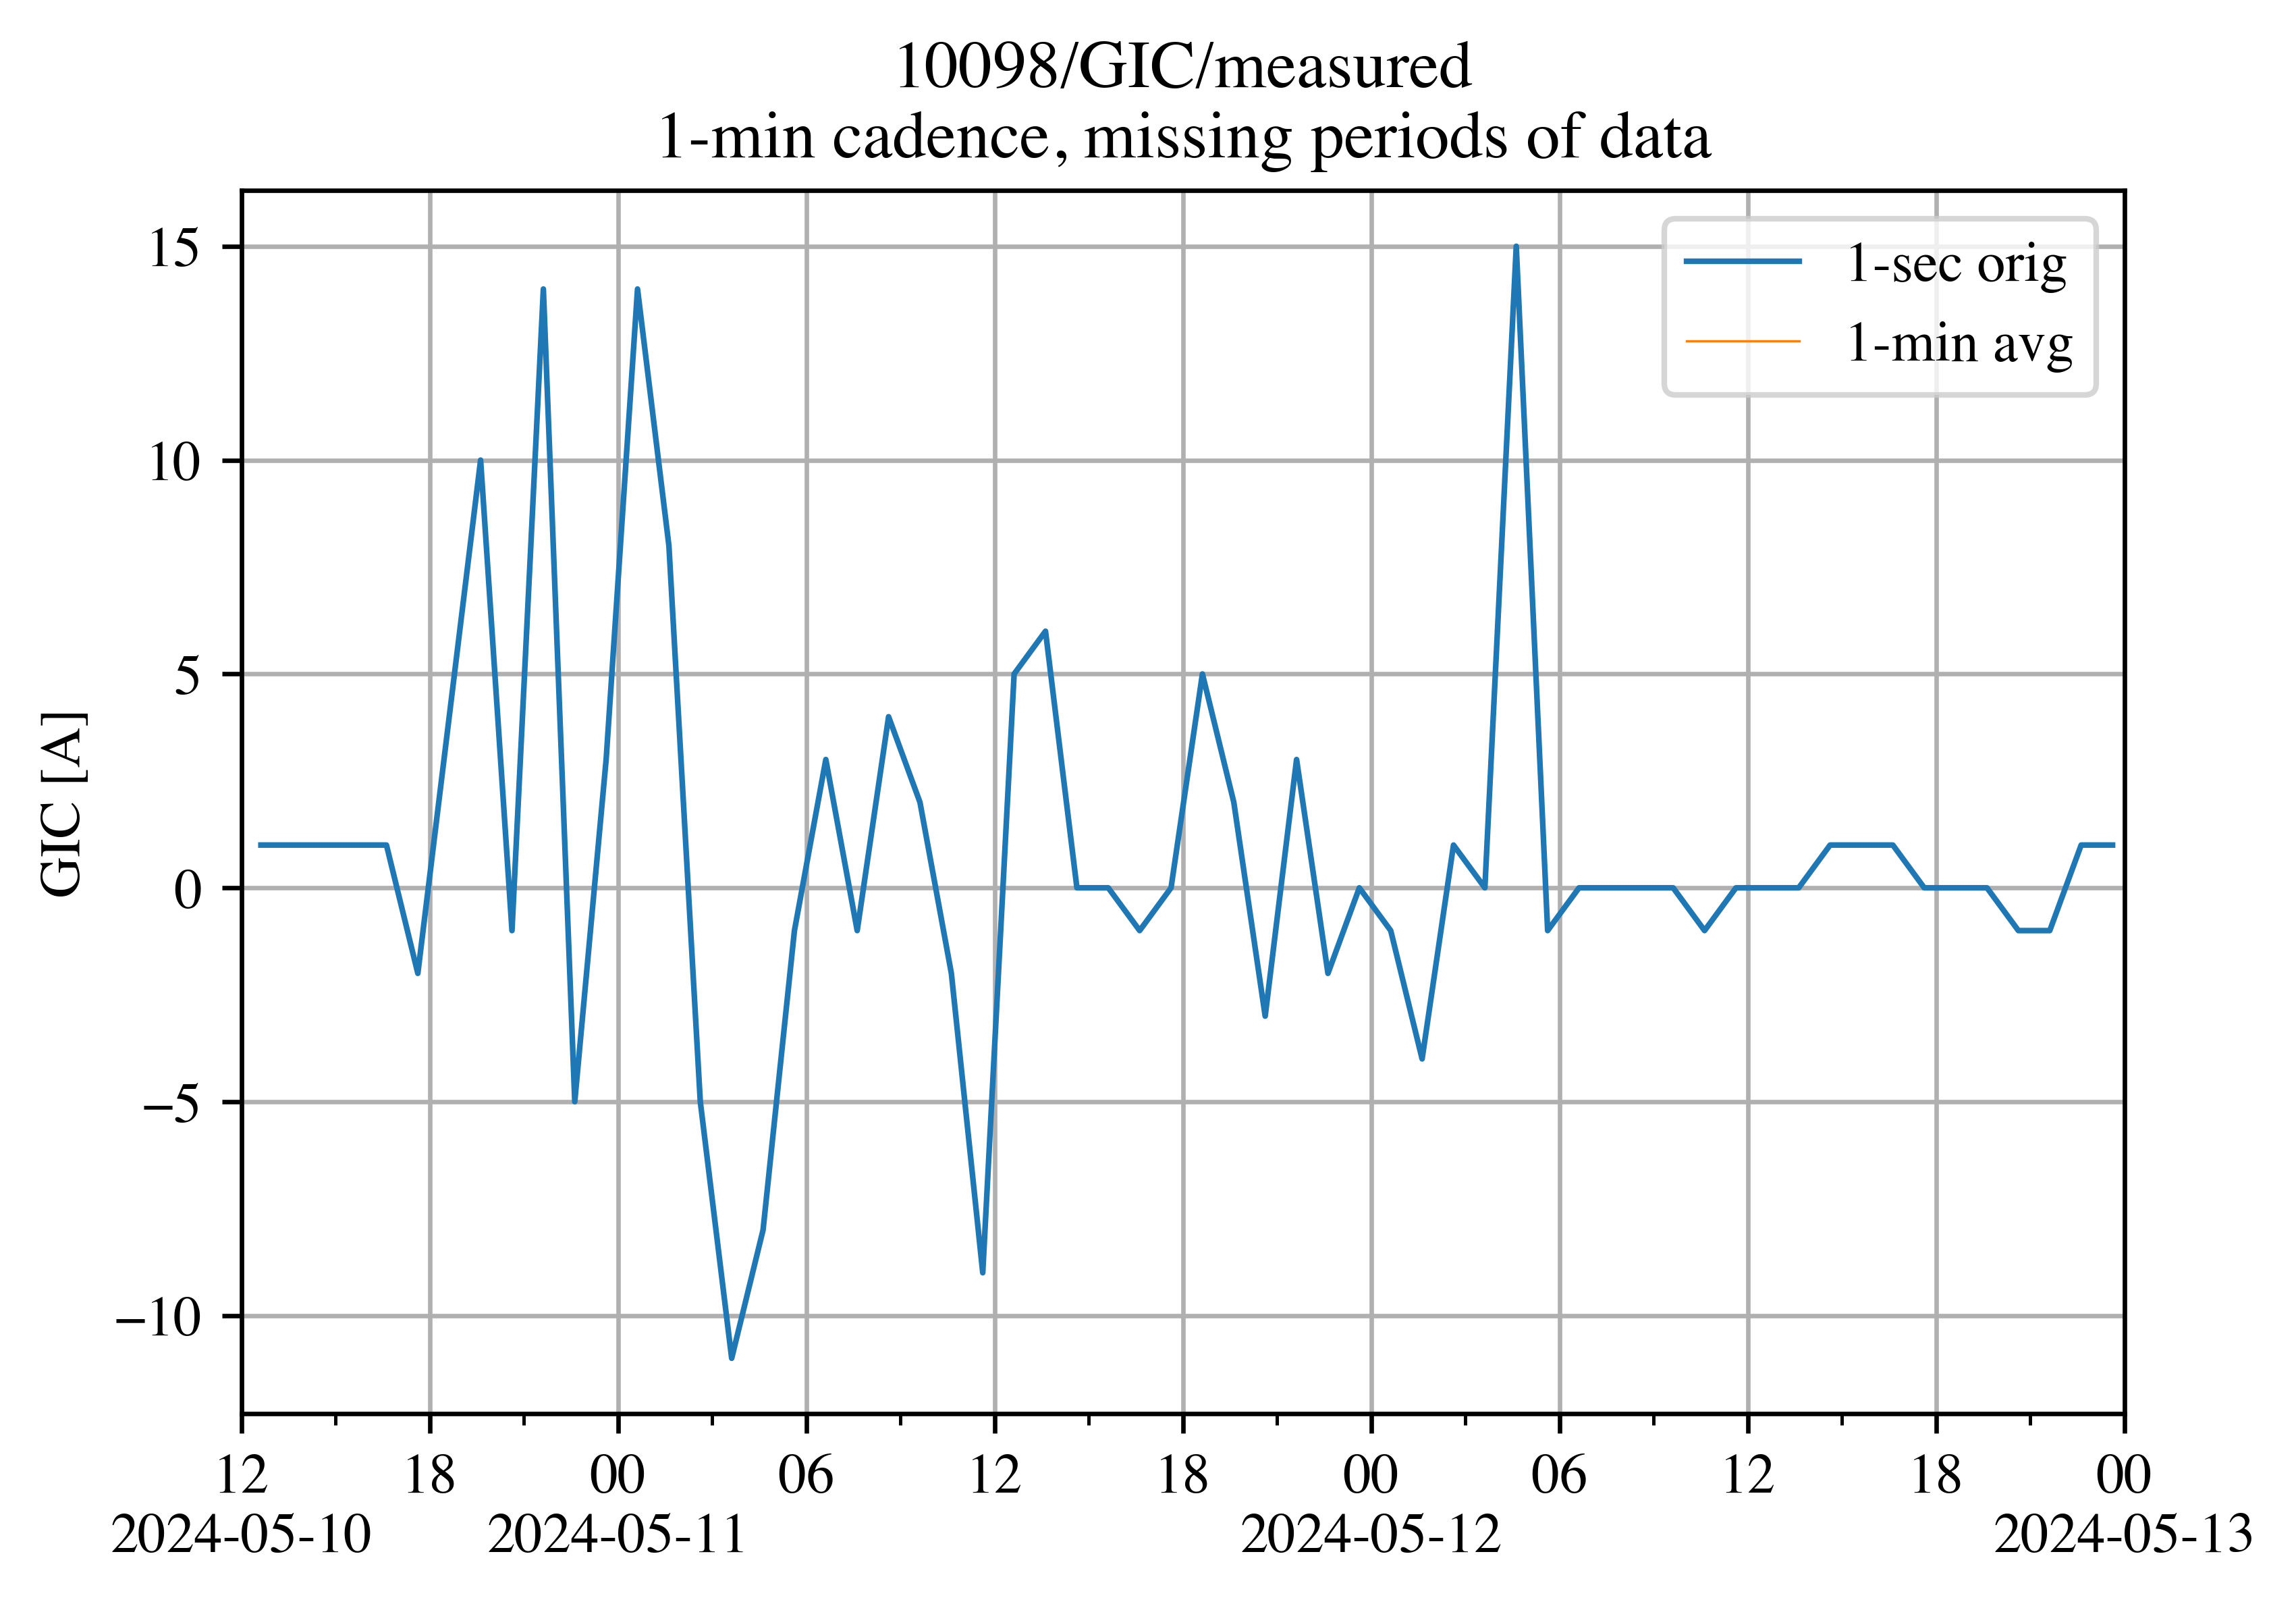 10098/GIC/measured
1-min cadence, missing periods of data
15
10
5
0
−5
−10
GIC [A]
1-sec orig
1-min avg
12 18 00 06 12 18 00 06 12 18 00
2024-05-10 2024-05-11 2024-05-12 2024-05-13